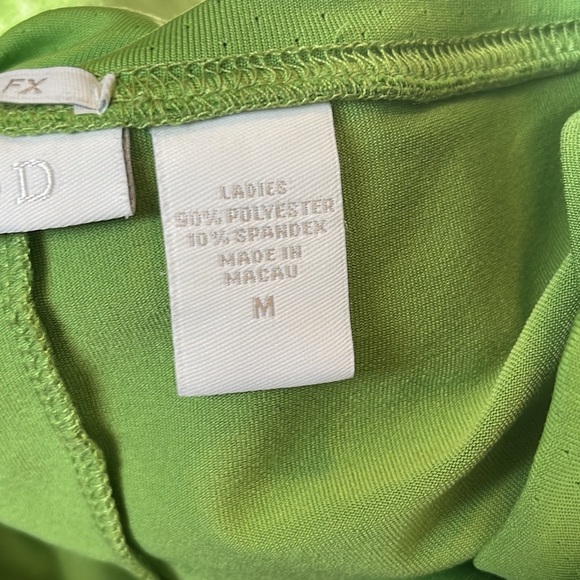 FX
D
LADIES
90% POLYESTER
10% SPANDEX
MADE IN
MACAU
M